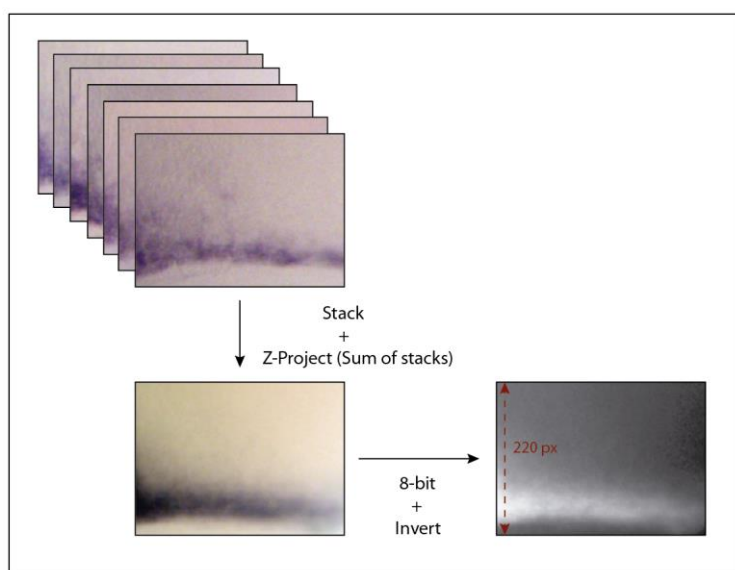 Stack
+
Z-Project (Sum of stacks)
220 px
8-bit
+
Invert